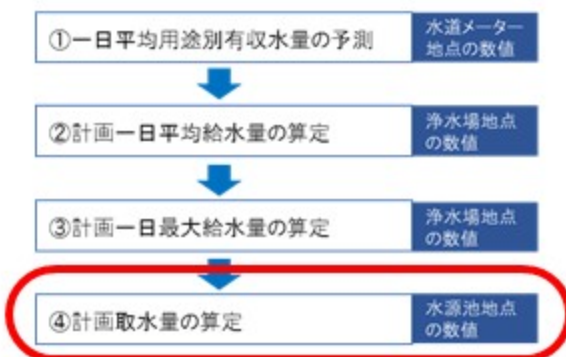 ①一日平均用途別有収水量の予測
水道メーター
地点の数値
②計画一日平均給水量の算定
浄水場地点
の数値
③計画一日最大給水量の算定
浄水場地点
の数値
④計画取水量の算定
水源池地点
の数値